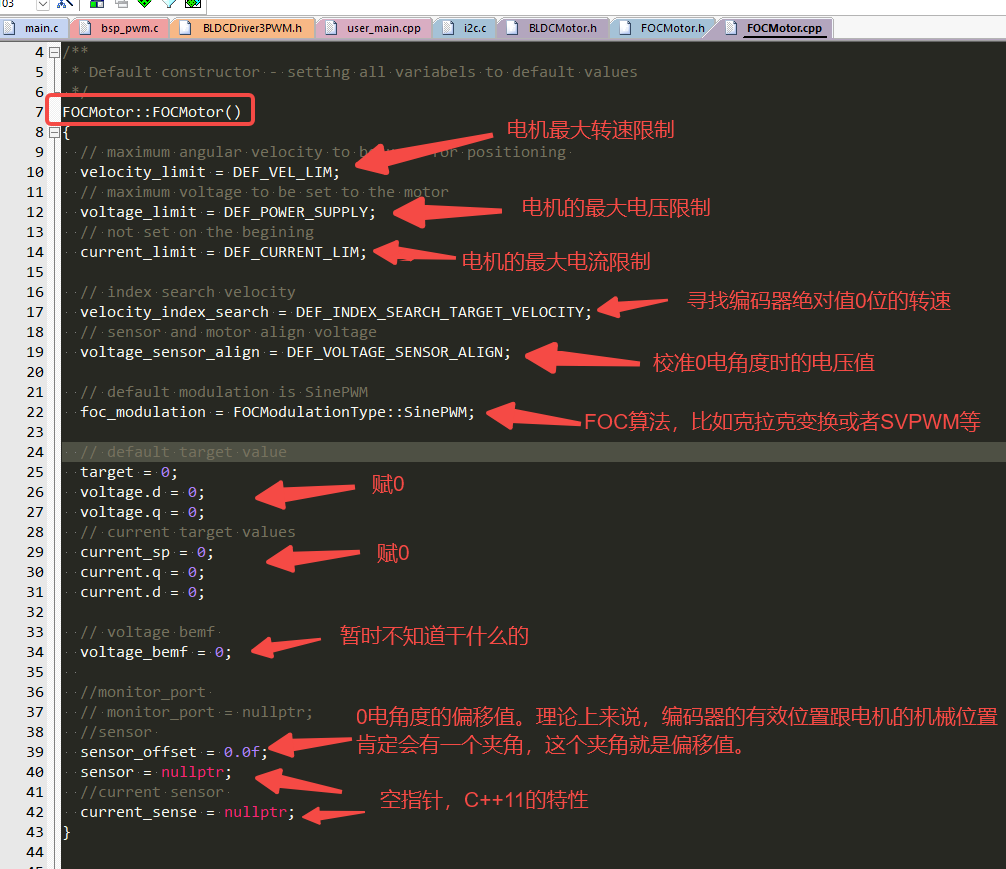 03
main.c bsp_pwm.c BLDCDriver3PWM.h user_main.cpp i2c.c BLDCMotor.h FOCMotor.h FOCMotor.cpp
4 /**
5 * Default constructor - setting all variabels to default values
6 */
7 FOCMotor::FOCMotor()
8 {
电机最大转速限制
9 // maximum angular velocity to be for positioning
10 velocity_limit = DEF_VEL_LIM;
11 // maximum voltage to be set to the motor
12 voltage_limit = DEF_POWER_SUPPLY; 电机的最大电压限制
13 // not set on the begining
14 current_limit = DEF_CURRENT_LIM; 电机的最大电流限制
15
16 // index search velocity
17 velocity_index_search = DEF_INDEX_SEARCH_TARGET_VELOCITY; 寻找编码器绝对值0位的转速
18 // sensor and motor align voltage
19 voltage_sensor_align = DEF_VOLTAGE_SENSOR_ALIGN; 校准0电角度时的电压值
20
21 // default modulation is SinePWM
22 foc_modulation = FOCModulationType::SinePWM; FOC算法，比如克拉克变换或者SVPWM等
23
24 // default target value
25 target = 0;
26 voltage.d = 0; 赋0
27 voltage.q = 0;
28 // current target values
29 current_sp = 0; 赋0
30 current.q = 0;
31 current.d = 0;
32
33 // voltage bemf
34 voltage_bemf = 0; 暂时不知道干什么的
35
36 //monitor_port
37 // monitor_port = nullptr; 0电角度的偏移值。理论上来说，编码器的有效位置跟电机的机械位置
38 //sensor
39 sensor_offset = 0.0f; 肯定会有一个夹角，这个夹角就是偏移值。
40 sensor = nullptr;
41 //current sensor 空指针，C++11的特性
42 current_sense = nullptr;
43 }
44